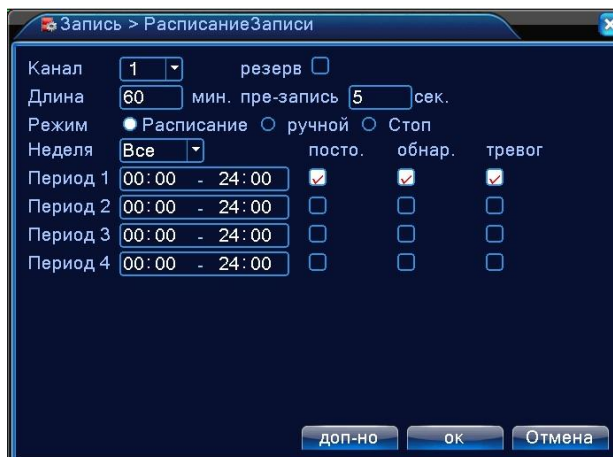 Запись > РасписаниеЗаписи
Канал 1 резерв
Длина 60 мин. пре-запись 5 сек.
Режим Расписание ручной Стоп
Неделя Все посто. обнар. тревог
Период 1 00:00 - 24:00
Период 2 00:00 - 24:00
Период 3 00:00 - 24:00
Период 4 00:00 - 24:00
доп-но ок Отмена